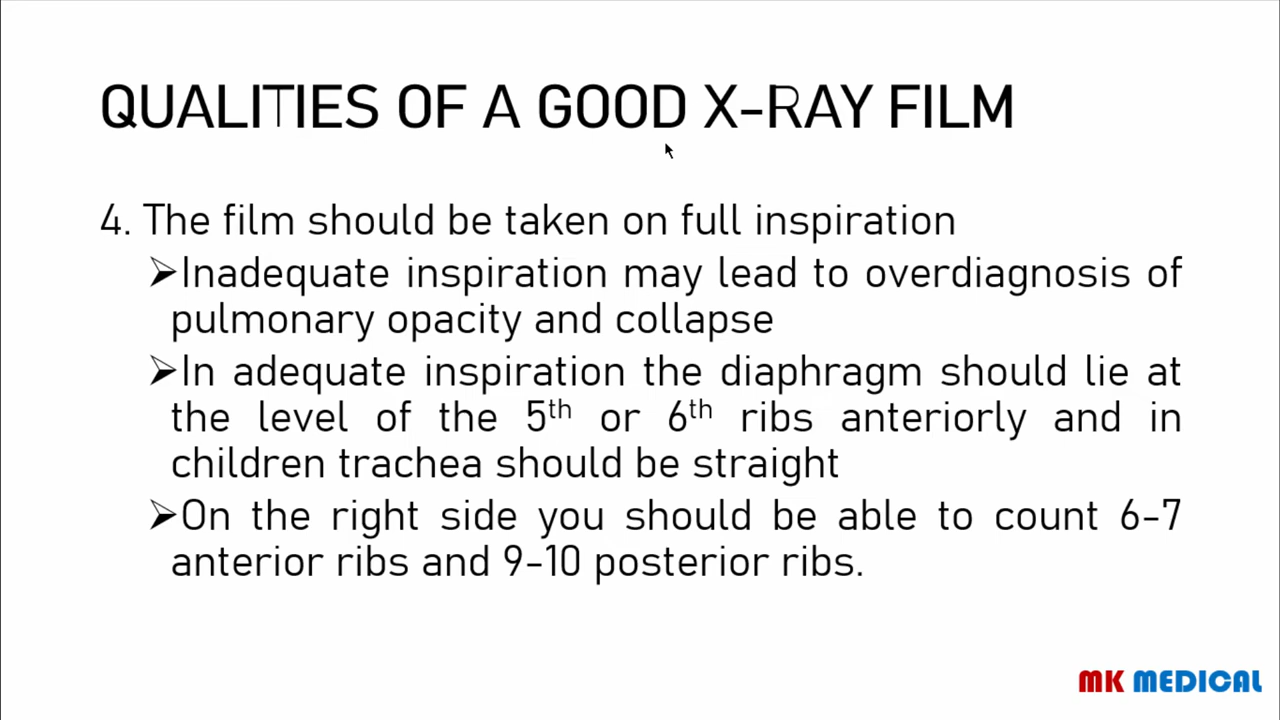 QUALITIES OF A GOOD X-RAY FILM
4. The film should be taken on full inspiration
➢Inadequate inspiration may lead to overdiagnosis of
pulmonary opacity and collapse
➢In adequate inspiration the diaphragm should lie at
the level of the 5th or 6th ribs anteriorly and in
children trachea should be straight
➢On the right side you should be able to count 6-7
anterior ribs and 9-10 posterior ribs.
MK MEDICAL